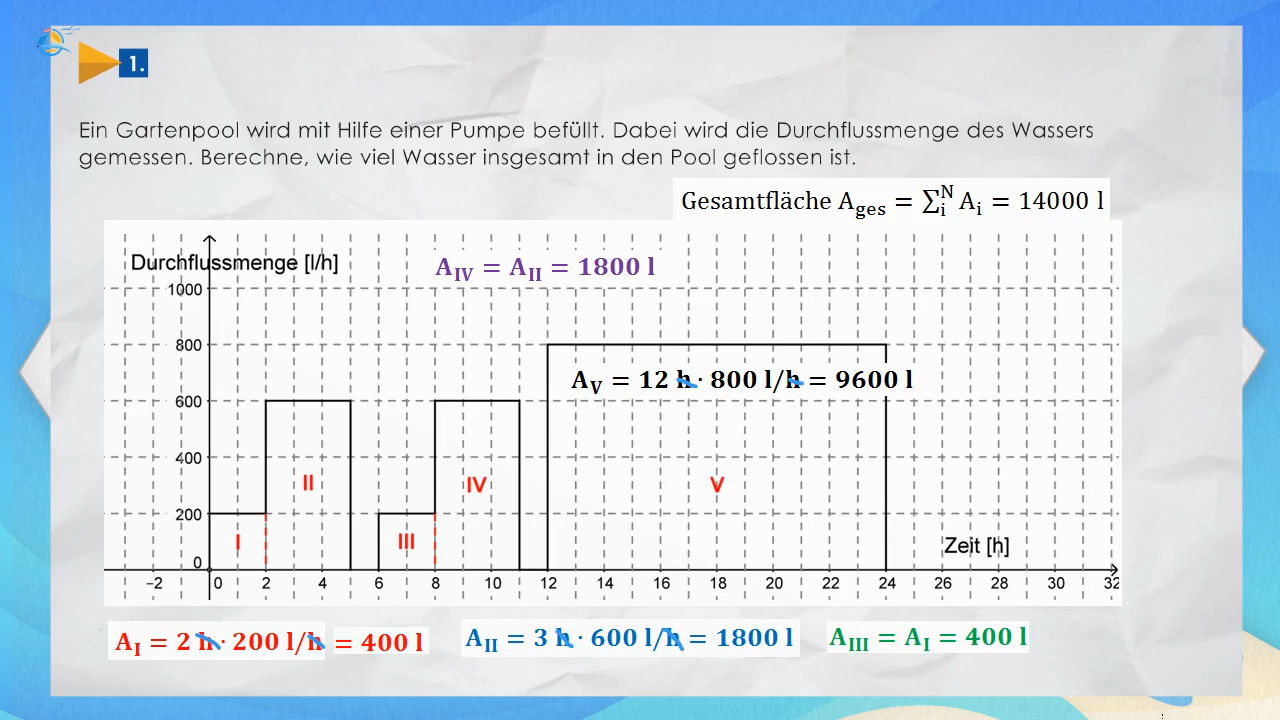 1.
Ein Gartenpool wird mit Hilfe einer Pumpe befüllt. Dabei wird die Durchflussmenge des Wassers
gemessen. Berechne, wie viel Wasser insgesamt in den Pool geflossen ist.
Gesamtfläche A_ges = ∑_i^N A_i = 14000 l
Durchflussmenge [l/h]
A_IV = A_II = 1800 l
1000
800
A_V = 12 h · 800 l/h = 9600 l
600
400
II
IV
V
200
I
III
Zeit [h]
0
−2 0 2 4 6 8 10 12 14 16 18 20 22 24 26 28 30 32
A_I = 2 h · 200 l/h = 400 l
A_II = 3 h · 600 l/h = 1800 l
A_III = A_I = 400 l